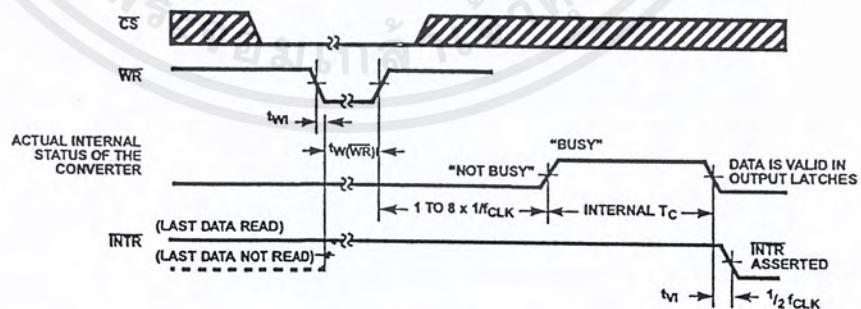 CS
WR
tWI
tW(WR)
ACTUAL INTERNAL
STATUS OF THE
CONVERTER
"NOT BUSY"
"BUSY"
DATA IS VALID IN
OUTPUT LATCHES
1 TO 8 x 1/fCLK
INTERNAL TC
INTR
(LAST DATA READ)
(LAST DATA NOT READ)
INTR
ASSERTED
tVI
1/2 fCLK